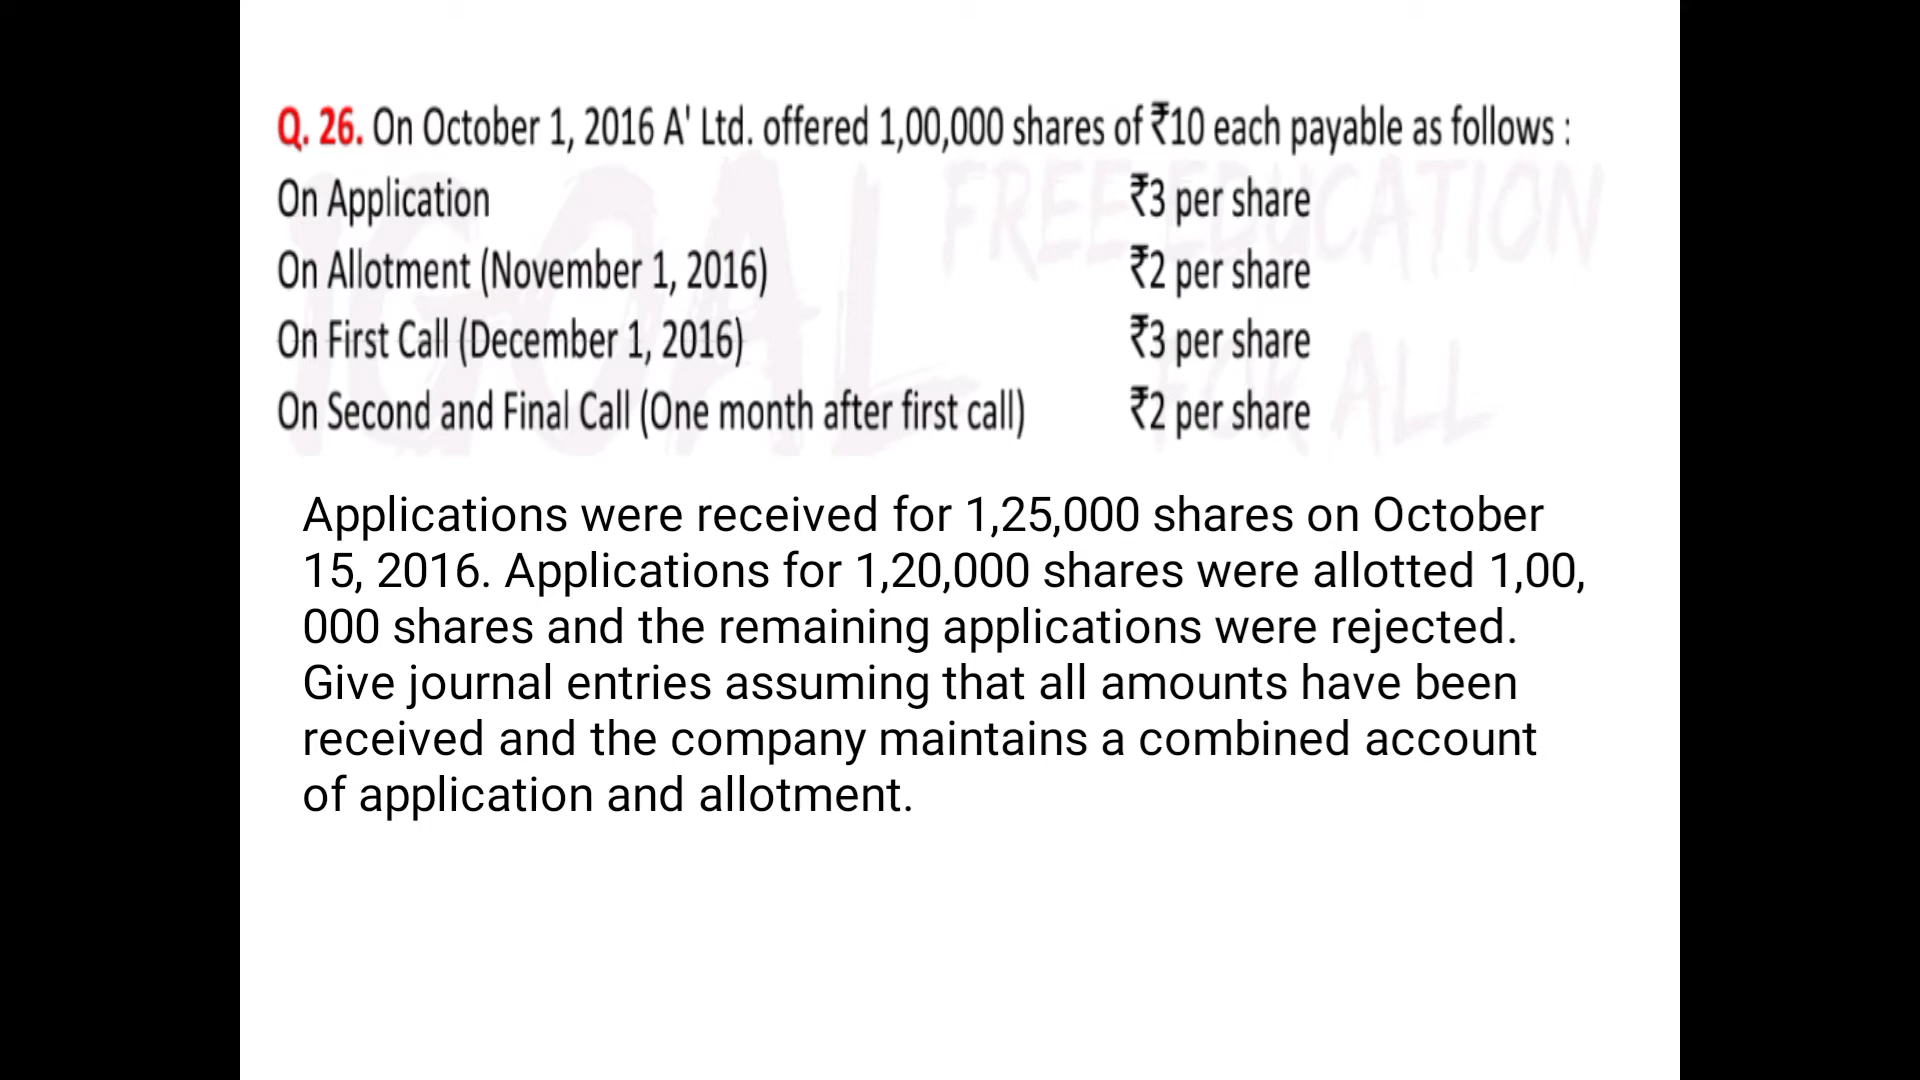 Q. 26. On October 1, 2016 A' Ltd. offered 1,00,000 shares of ₹10 each payable as follows :
On Application ₹3 per share
On Allotment (November 1, 2016) ₹2 per share
On First Call (December 1, 2016) ₹3 per share
On Second and Final Call (One month after first call) ₹2 per share
iGOAL FREE EDUCATION
FOR ALL
Applications were received for 1,25,000 shares on October
15, 2016. Applications for 1,20,000 shares were allotted 1,00,
000 shares and the remaining applications were rejected.
Give journal entries assuming that all amounts have been
received and the company maintains a combined account
of application and allotment.